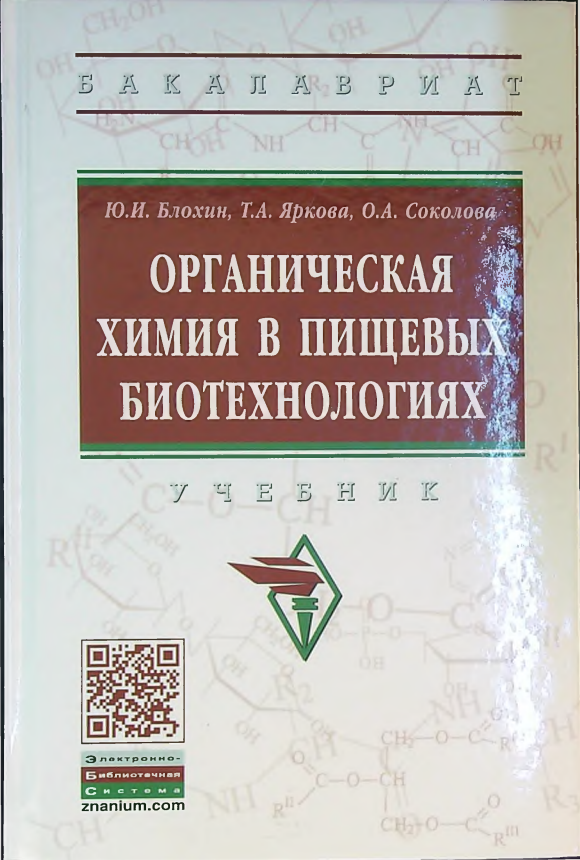 БАКАЛАВРИАТ
Ю.И. Блохин, Т.А. Яркова, О.А. Соколова
ОРГАНИЧЕСКАЯ
ХИМИЯ В ПИЩЕВЫХ
БИОТЕХНОЛОГИЯХ
УЧЕБНИК
Электронно-
Библиотечная
Система
znanium.com